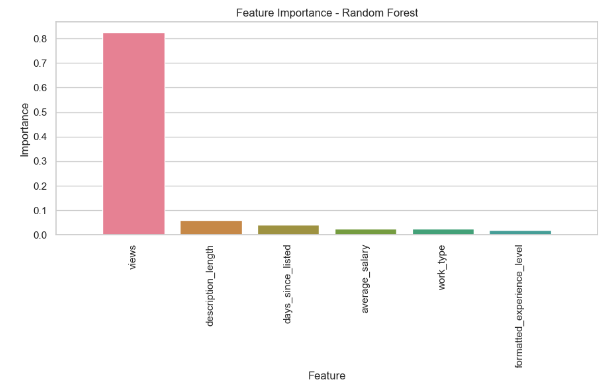 Feature Importance - Random Forest
Importance
0.8
0.7
0.6
0.5
0.4
0.3
0.2
0.1
0.0
views
description_length
days_since_listed
average_salary
work_type
formatted_experience_level
Feature